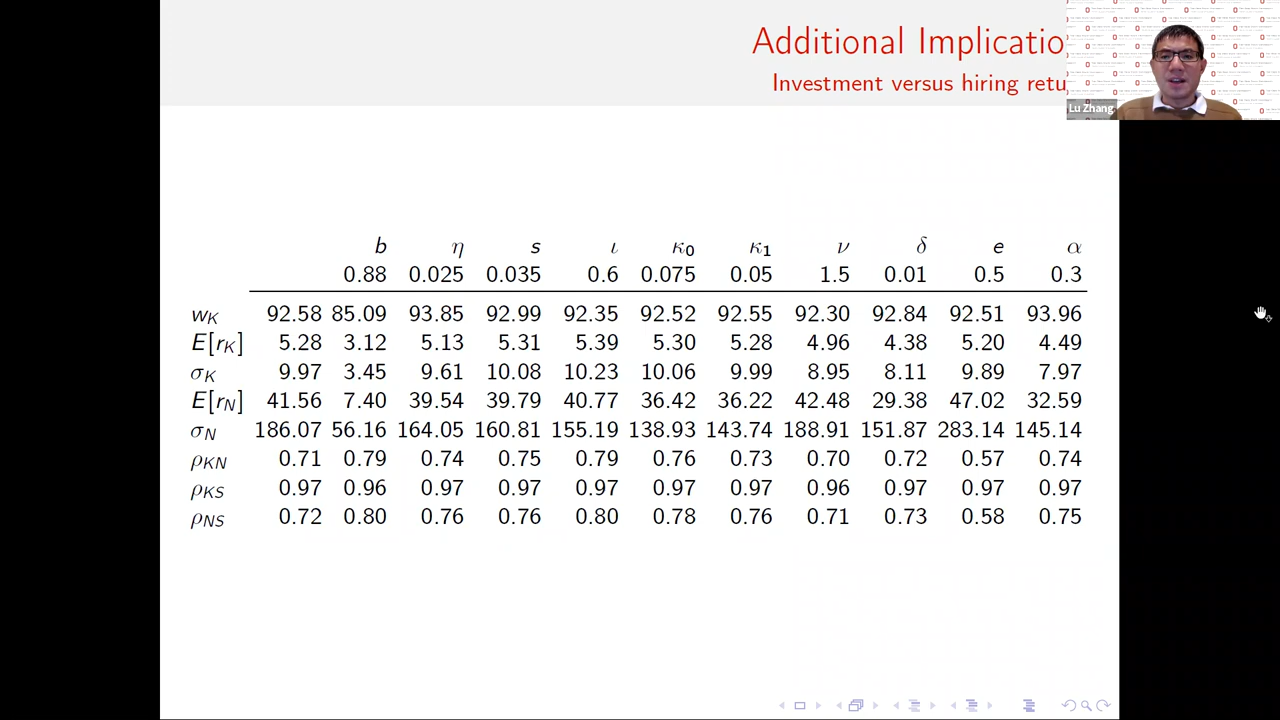 Additional Implicatio
Investment versus hiring retu
Lu Zhang
b η s ι κ0 κ1 ν δ e α
0.88 0.025 0.035 0.6 0.075 0.05 1.5 0.01 0.5 0.3
wK 92.58 85.09 93.85 92.99 92.35 92.52 92.55 92.30 92.84 92.51 93.96
E[rK] 5.28 3.12 5.13 5.31 5.39 5.30 5.28 4.96 4.38 5.20 4.49
σK 9.97 3.45 9.61 10.08 10.23 10.06 9.99 8.95 8.11 9.89 7.97
E[rN] 41.56 7.40 39.54 39.79 40.77 36.42 36.22 42.48 29.38 47.02 32.59
σN 186.07 56.16 164.05 160.81 155.19 138.93 143.74 188.91 151.87 283.14 145.14
ρKN 0.71 0.79 0.74 0.75 0.79 0.76 0.73 0.70 0.72 0.57 0.74
ρKS 0.97 0.96 0.97 0.97 0.97 0.97 0.97 0.96 0.97 0.97 0.97
ρNS 0.72 0.80 0.76 0.76 0.80 0.78 0.76 0.71 0.73 0.58 0.75